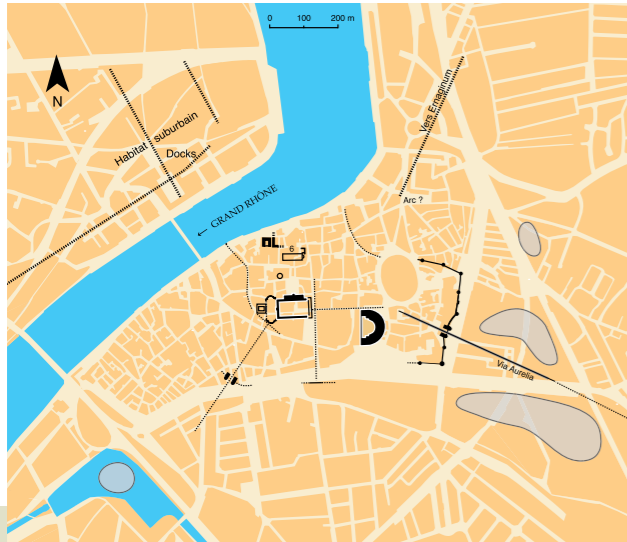 0 100 200 m
N
Habitat suburbain
Docks
Vers Ernaginum
Arc ?
← GRAND RHÔNE
6
Via Aurelia